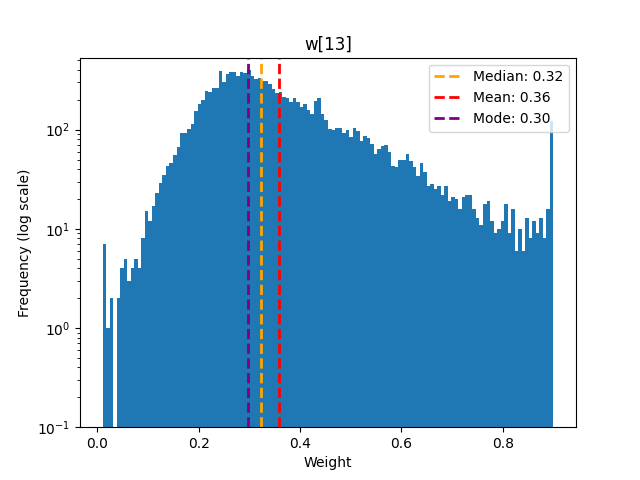 w[13]
Median: 0.32
Mean: 0.36
Mode: 0.30
Frequency (log scale)
10²
10¹
10⁰
10⁻¹
0.0 0.2 0.4 0.6 0.8
Weight